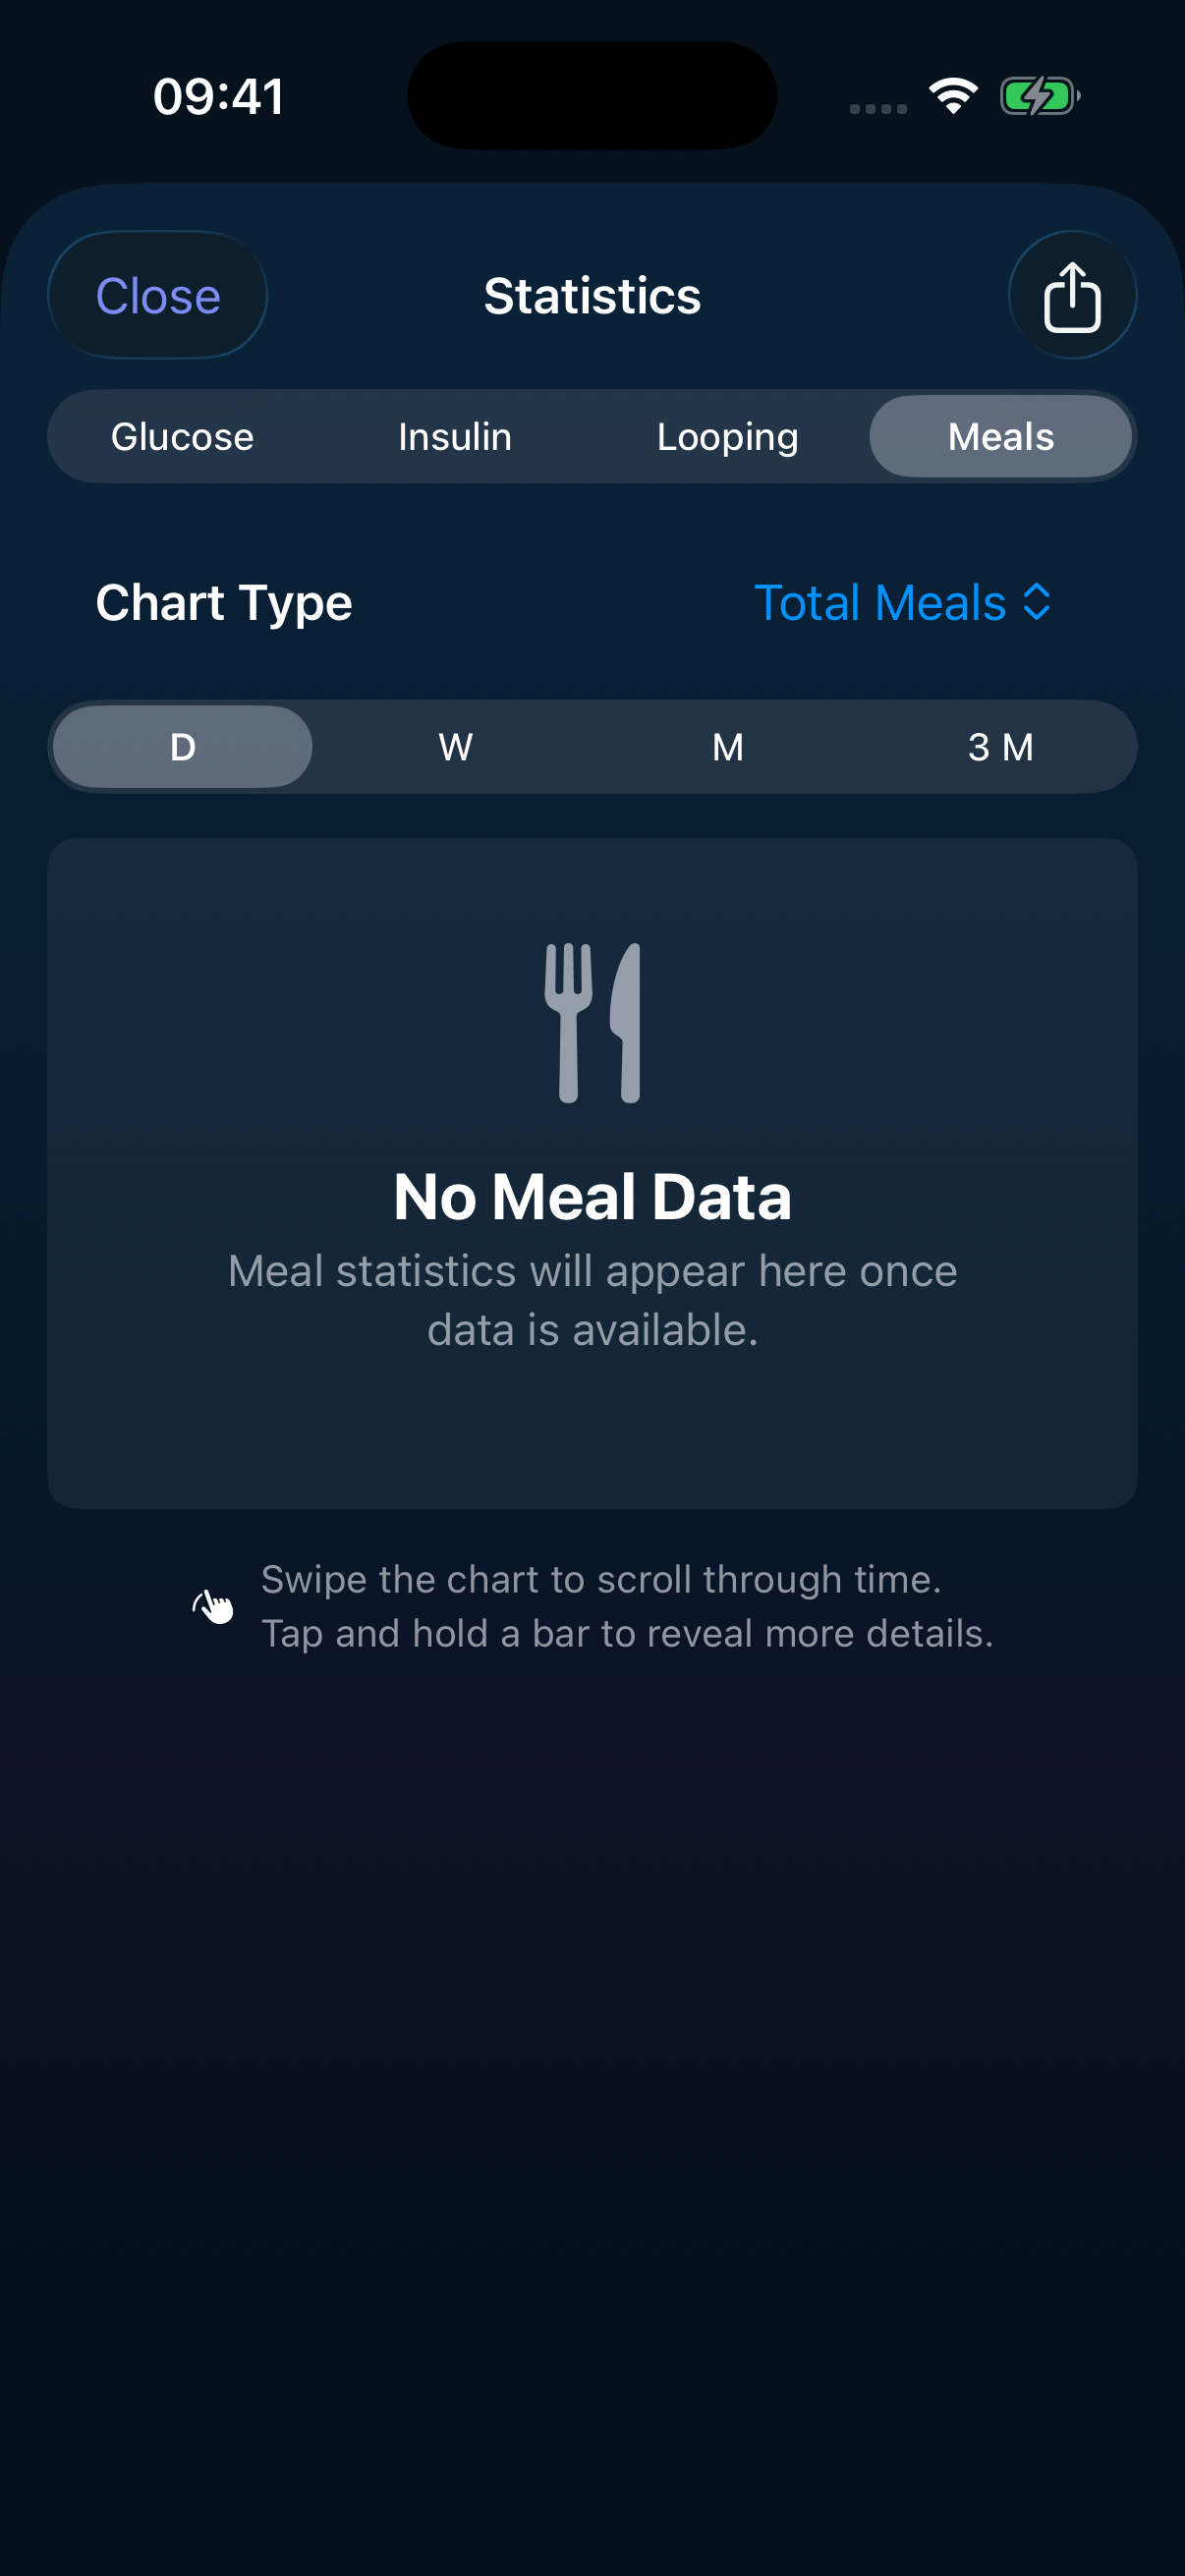 09:41
Close
Statistics
Glucose
Insulin
Looping
Meals
Chart Type
Total Meals
D
W
M
3 M
No Meal Data
Meal statistics will appear here once
data is available.
Swipe the chart to scroll through time.
Tap and hold a bar to reveal more details.